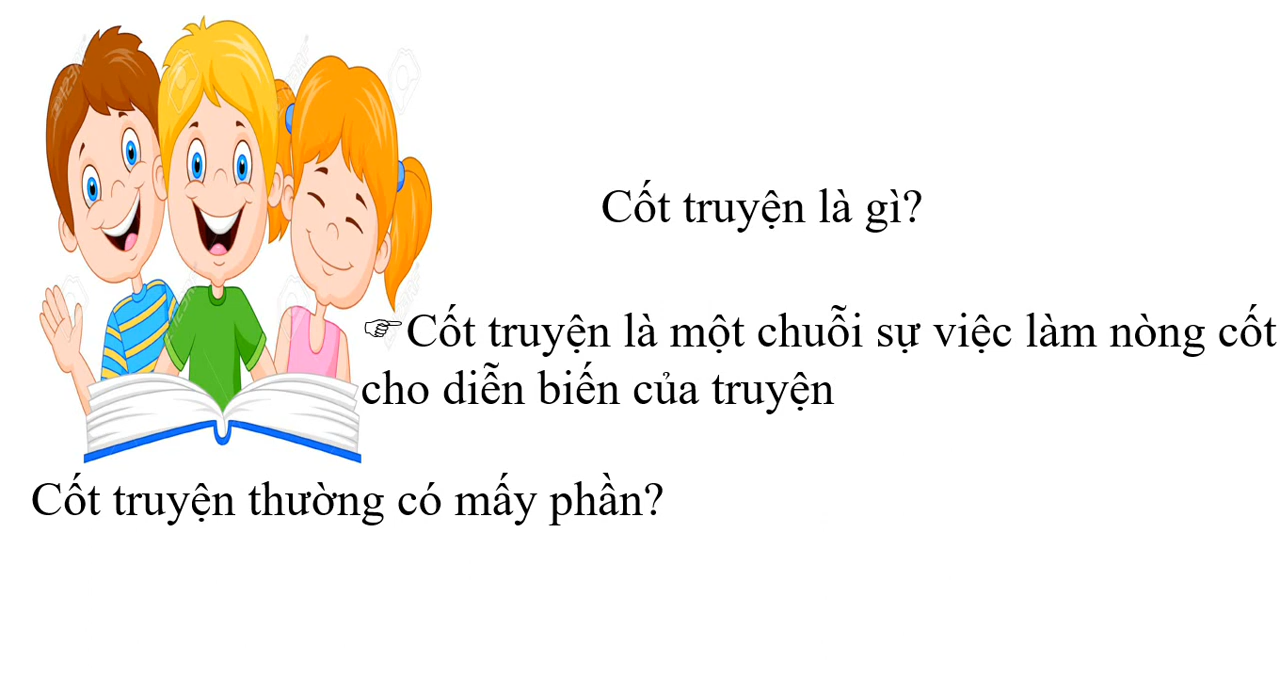 Cốt truyện là gì?
☞Cốt truyện là một chuỗi sự việc làm nòng cốt
cho diễn biến của truyện
Cốt truyện thường có mấy phần?